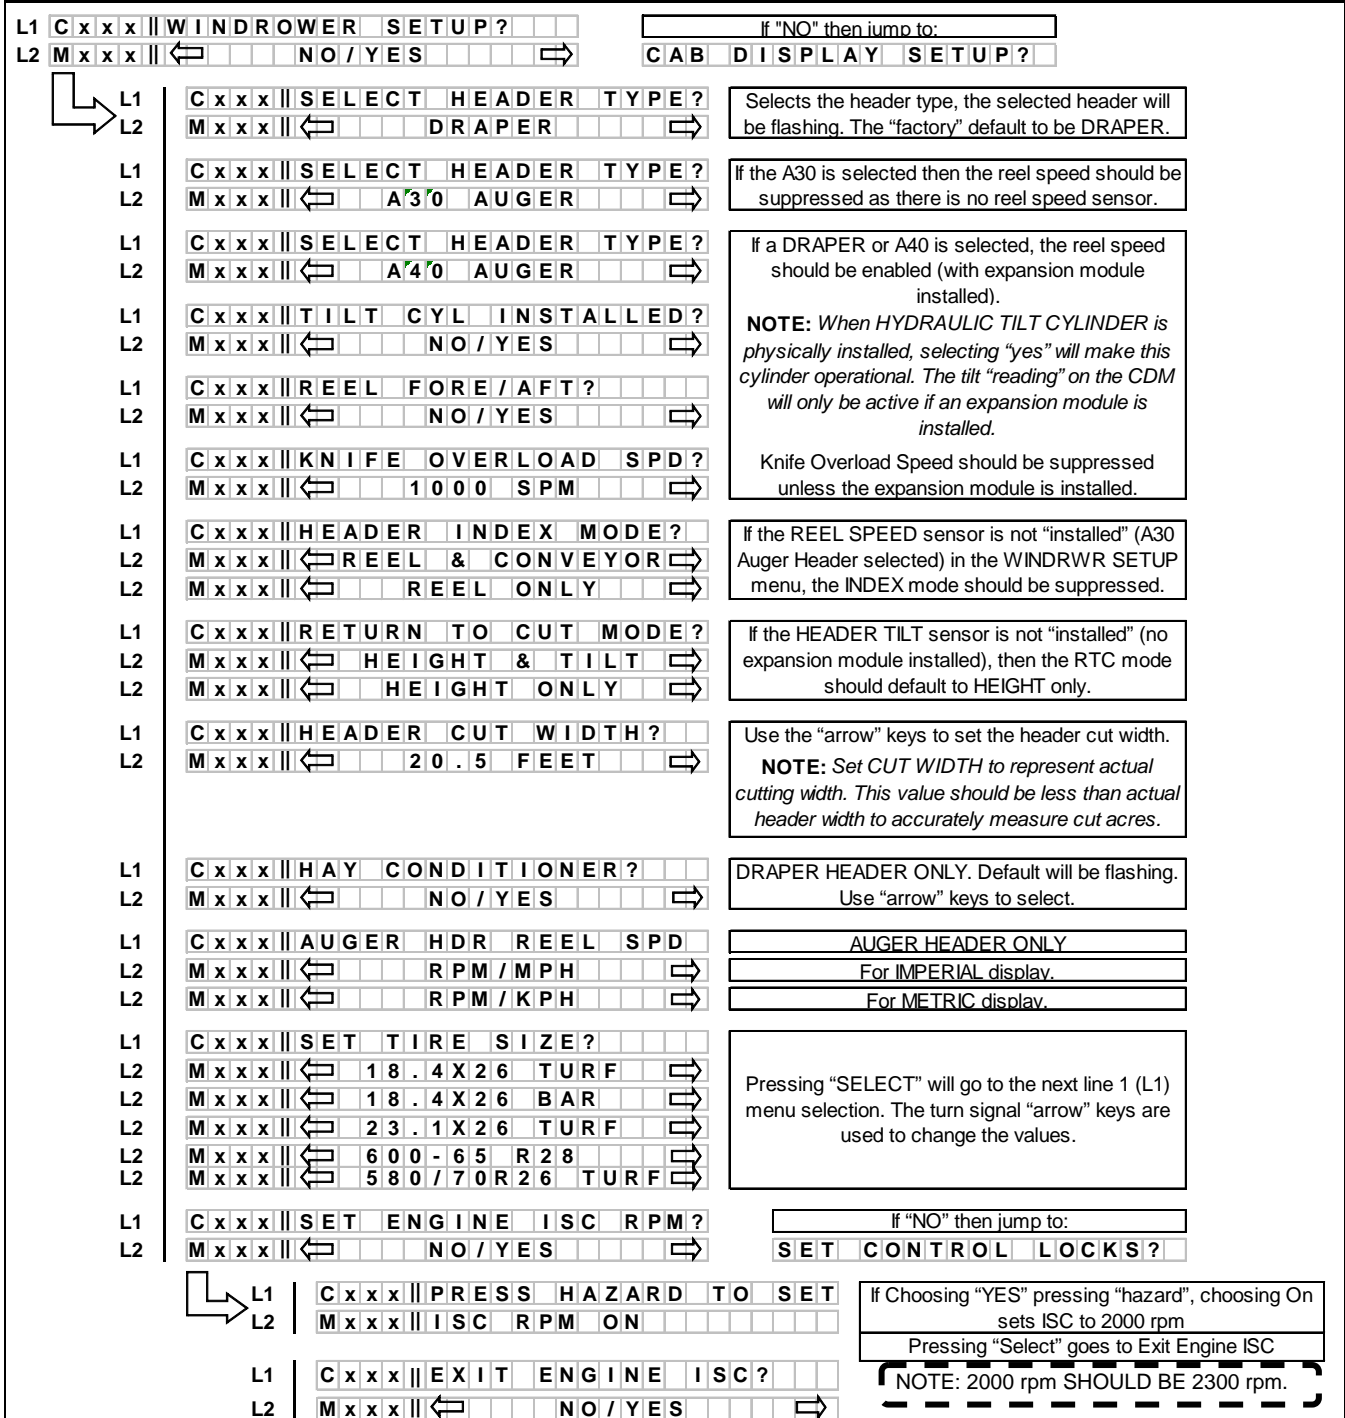 L1 Cxxx||WINDROWER SETUP?
If "NO" then jump to:
L2 Mxxx|| NO/YES
CAB DISPLAY SETUP?
L1 Cxxx||SELECT HEADER TYPE?
L2 Mxxx|| DRAPER
Selects the header type, the selected header will
be flashing. The “factory” default to be DRAPER.
L1 Cxxx||SELECT HEADER TYPE?
L2 Mxxx|| A30 AUGER
If the A30 is selected then the reel speed should be
suppressed as there is no reel speed sensor.
L1 Cxxx||SELECT HEADER TYPE?
L2 Mxxx|| A40 AUGER
L1 Cxxx||TILT CYL INSTALLED?
L2 Mxxx|| NO/YES
L1 Cxxx||REEL FORE/AFT?
L2 Mxxx|| NO/YES
L1 Cxxx||KNIFE OVERLOAD SPD?
L2 Mxxx|| 1000 SPM
If a DRAPER or A40 is selected, the reel speed
should be enabled (with expansion module
installed).
NOTE: When HYDRAULIC TILT CYLINDER is
physically installed, selecting “yes” will make this
cylinder operational. The tilt “reading” on the CDM
will only be active if an expansion module is
installed.
Knife Overload Speed should be suppressed
unless the expansion module is installed.
L1 Cxxx||HEADER INDEX MODE?
L2 Mxxx|| REEL & CONVEYOR
L2 Mxxx|| REEL ONLY
If the REEL SPEED sensor is not “installed” (A30
Auger Header selected) in the WINDRWR SETUP
menu, the INDEX mode should be suppressed.
L1 Cxxx||RETURN TO CUT MODE?
L2 Mxxx|| HEIGHT & TILT
L2 Mxxx|| HEIGHT ONLY
If the HEADER TILT sensor is not “installed” (no
expansion module installed), then the RTC mode
should default to HEIGHT only.
L1 Cxxx||HEADER CUT WIDTH?
L2 Mxxx|| 20.5 FEET
Use the “arrow” keys to set the header cut width.
NOTE: Set CUT WIDTH to represent actual
cutting width. This value should be less than actual
header width to accurately measure cut acres.
L1 Cxxx||HAY CONDITIONER?
L2 Mxxx|| NO/YES
DRAPER HEADER ONLY. Default will be flashing.
Use “arrow” keys to select.
L1 Cxxx||AUGER HDR REEL SPD
AUGER HEADER ONLY
L2 Mxxx|| RPM/MPH
For IMPERIAL display.
L2 Mxxx|| RPM/KPH
For METRIC display.
L1 Cxxx||SET TIRE SIZE?
L2 Mxxx|| 18.4X26 TURF
L2 Mxxx|| 18.4X26 BAR
L2 Mxxx|| 23.1X26 TURF
L2 Mxxx|| 600-65 R28
L2 Mxxx|| 580/70R26 TURF
Pressing “SELECT” will go to the next line 1 (L1)
menu selection. The turn signal “arrow” keys are
used to change the values.
L1 Cxxx||SET ENGINE ISC RPM?
If “NO” then jump to:
L2 Mxxx|| NO/YES
SET CONTROL LOCKS?
L1 Cxxx||PRESS HAZARD TO SET
L2 Mxxx||ISC RPM ON
If Choosing “YES” pressing “hazard”, choosing On
sets ISC to 2000 rpm
Pressing “Select” goes to Exit Engine ISC
L1 Cxxx||EXIT ENGINE ISC?
L2 Mxxx|| NO/YES
NOTE: 2000 rpm SHOULD BE 2300 rpm.